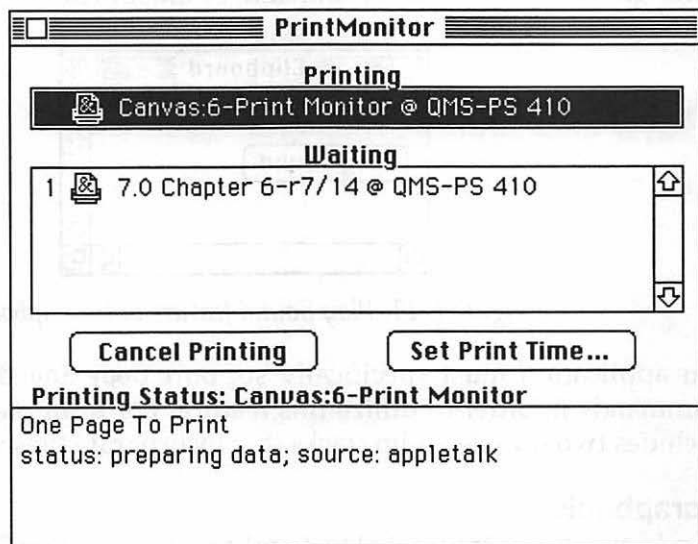 PrintMonitor
Printing
Canvas:6-Print Monitor @ QMS-PS 410
Waiting
1 7.0 Chapter 6-r7/14 @ QMS-PS 410
Cancel Printing
Set Print Time...
Printing Status: Canvas:6-Print Monitor
One Page To Print
status: preparing data; source: appletalk